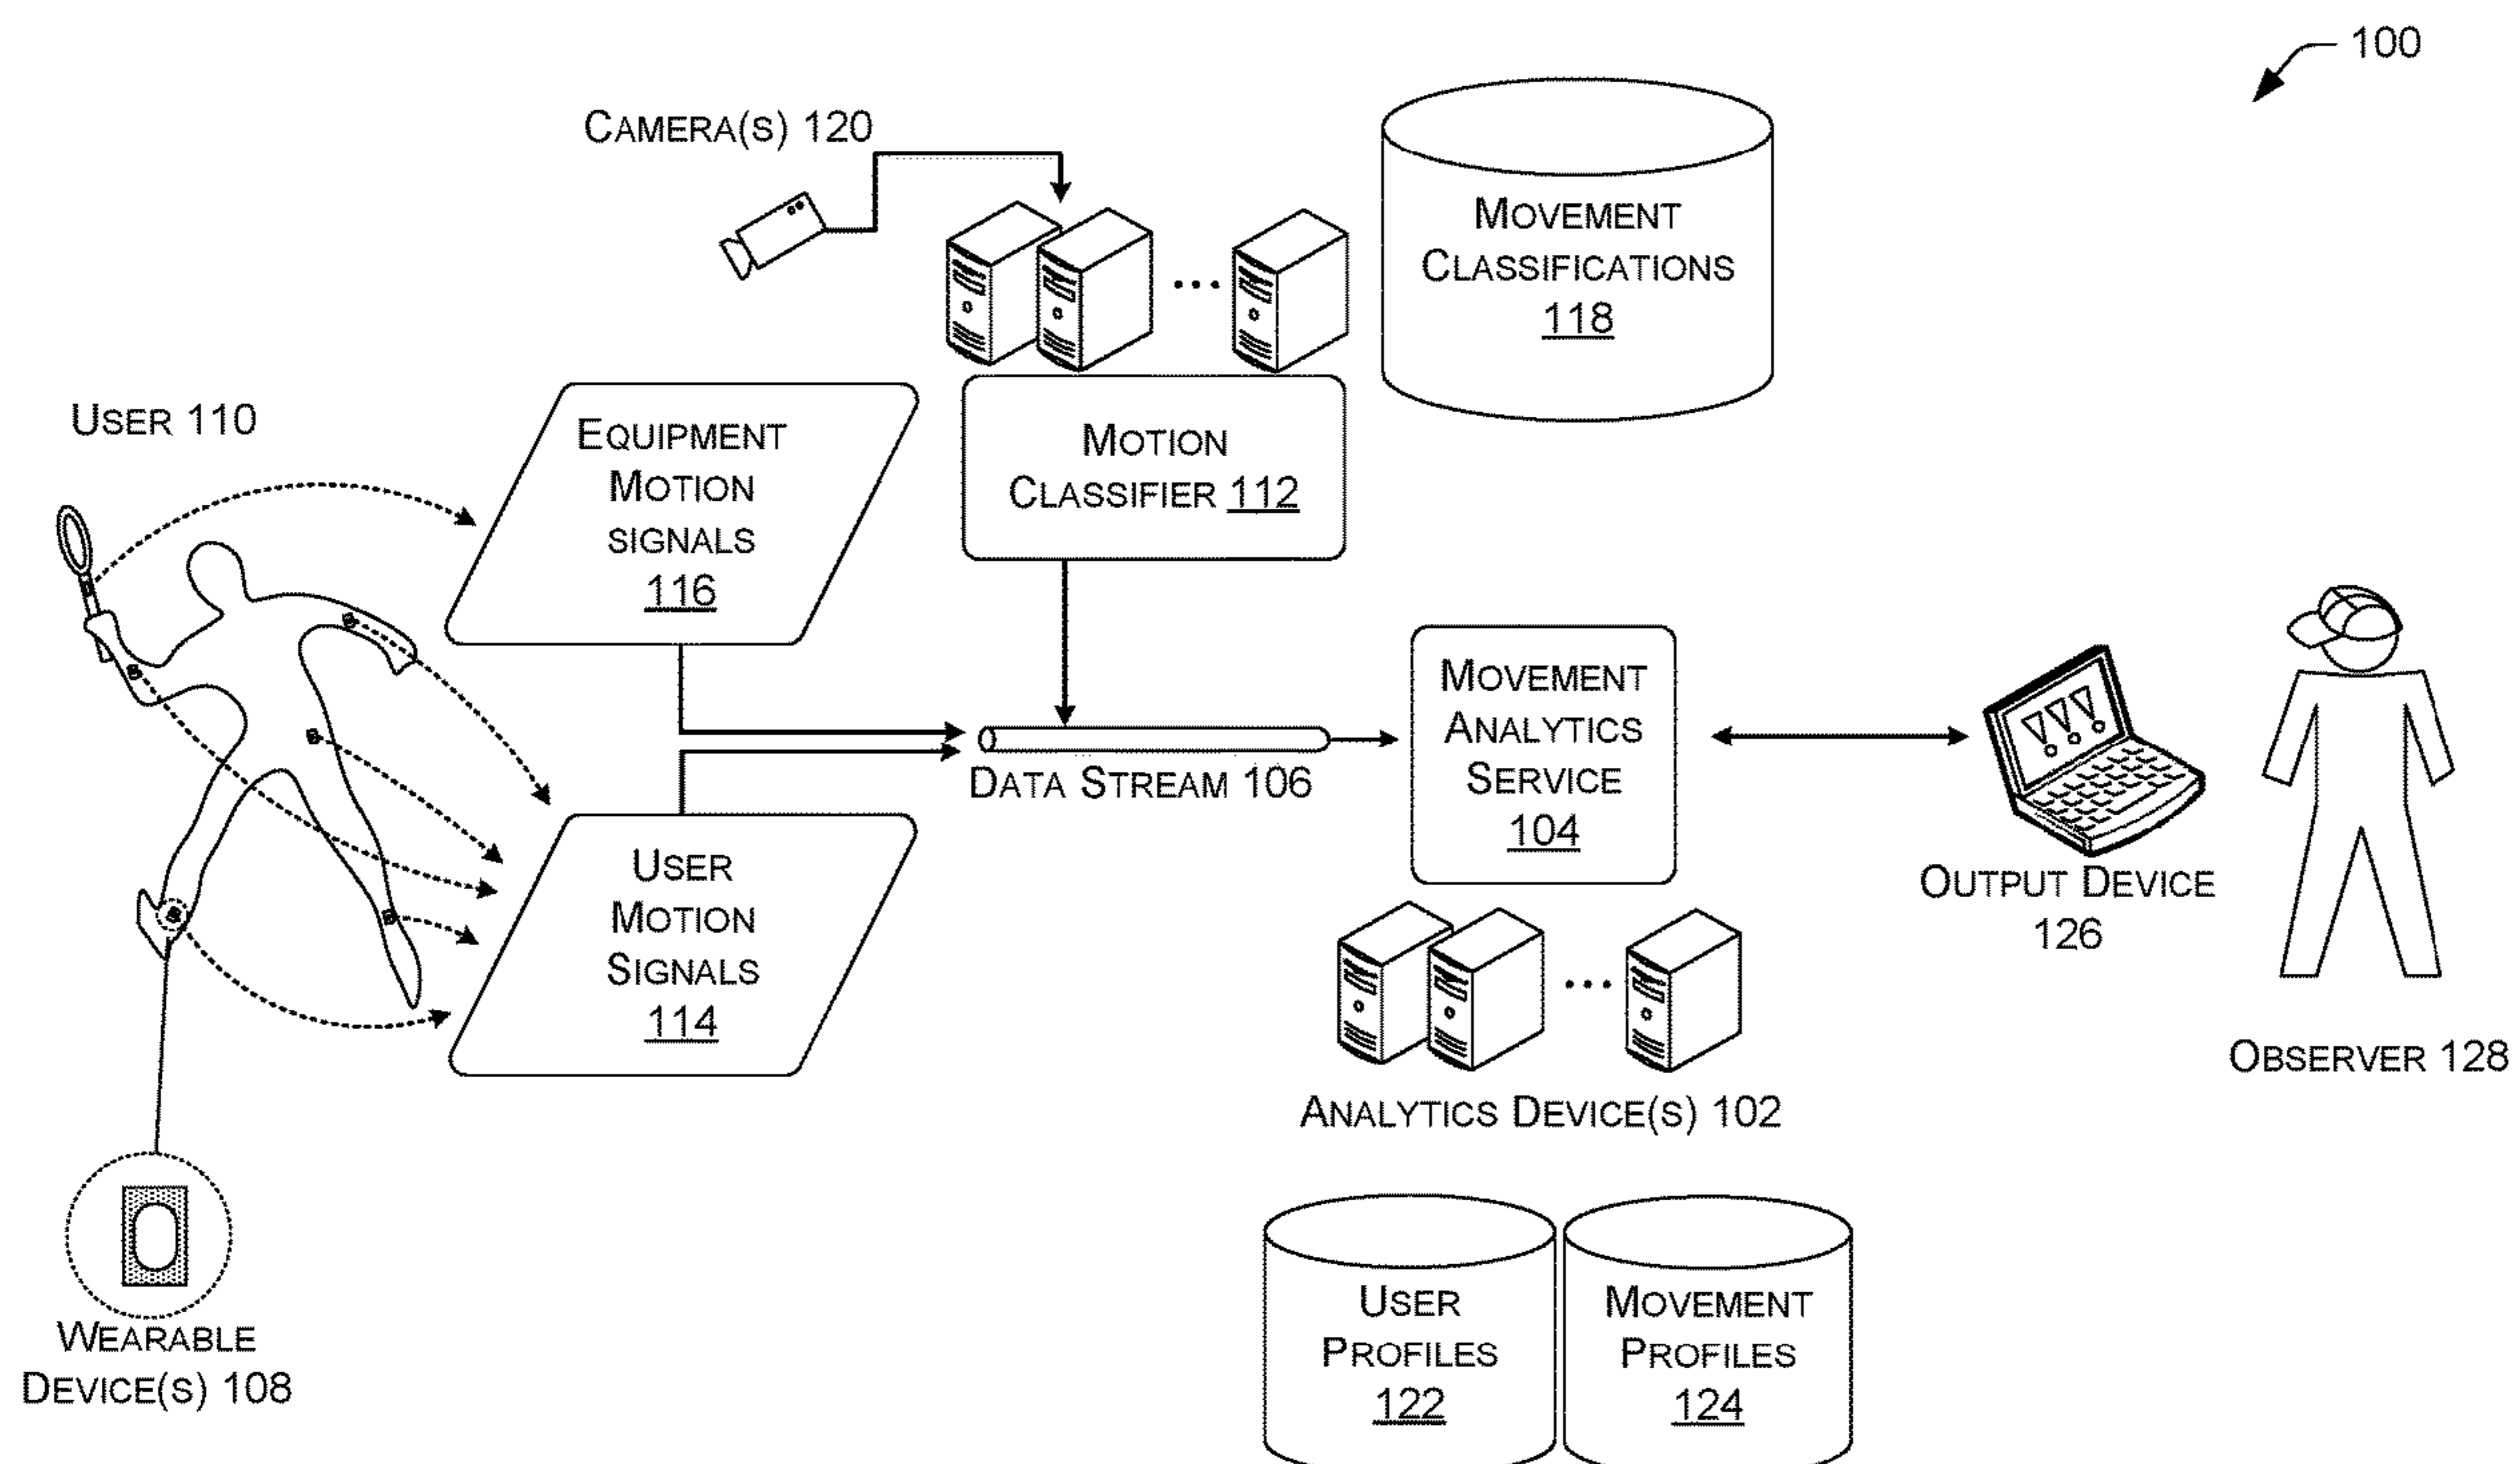 100
CAMERA(S) 120
MOVEMENT
CLASSIFICATIONS
118
USER 110
EQUIPMENT
MOTION
SIGNALS
116
MOTION
CLASSIFIER 112
MOVEMENT
ANALYTICS
SERVICE
104
DATA STREAM 106
USER
MOTION
SIGNALS
114
OUTPUT DEVICE
126
OBSERVER 128
ANALYTICS DEVICE(S) 102
WEARABLE
DEVICE(S) 108
USER
PROFILES
122
MOVEMENT
PROFILES
124